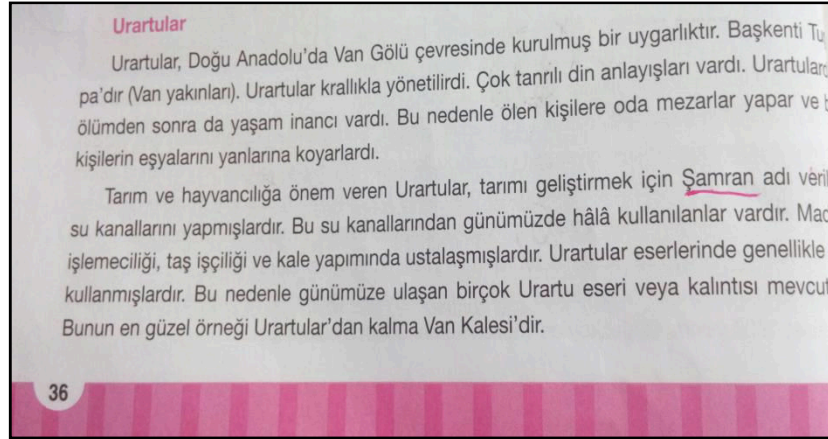 Urartular
Urartular, Doğu Anadolu'da Van Gölü çevresinde kurulmuş bir uygarlıktır. Başkenti
pa'dır (Van yakınları). Urartular krallıkla yönetilirdi. Çok tanrılı din anlayışları vardı.
ölümden sonra da yaşam inancı vardı. Bu nedenle ölen kişilere oda mezarlar yapar ve
kişilerin eşyalarını yanlarına koyarlardı.
Tarım ve hayvancılığa önem veren Urartular, tarımı geliştirmek için Şamran adı
su kanallarını yapmışlardır. Bu su kanallarından günümüzde hâlâ kullanılanlar vardır.
işlemeciliği, taş işçiliği ve kale yapımında ustalaşmışlardır. Urartular eserlerinde genellikle
kullanmışlardır. Bu nedenle günümüze ulaşan birçok Urartu eseri veya kalıntısı
Bunun en güzel örneği Urartular'dan kalma Van Kalesi'dir.
36